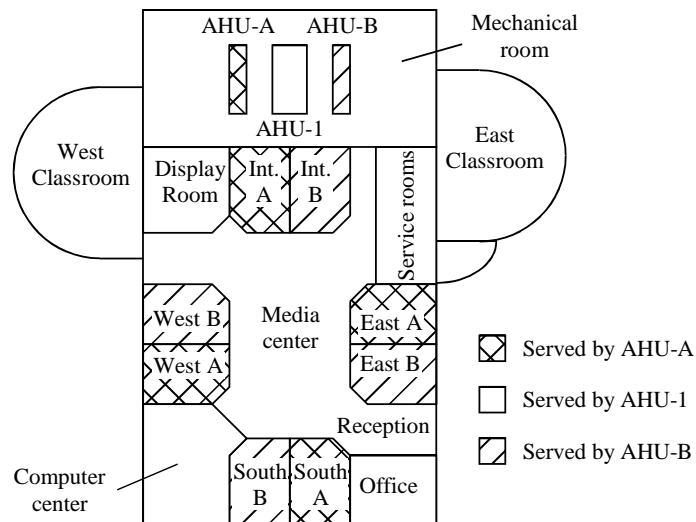 AHU-A
AHU-B
Mechanical
room
AHU-1
West
Classroom
East
Classroom
Display
Room
Int.
A
Int.
B
Service rooms
West B
Media
center
East A
West A
East B
Served by AHU-A
Served by AHU-1
Served by AHU-B
Reception
Computer
center
South
B
South
A
Office